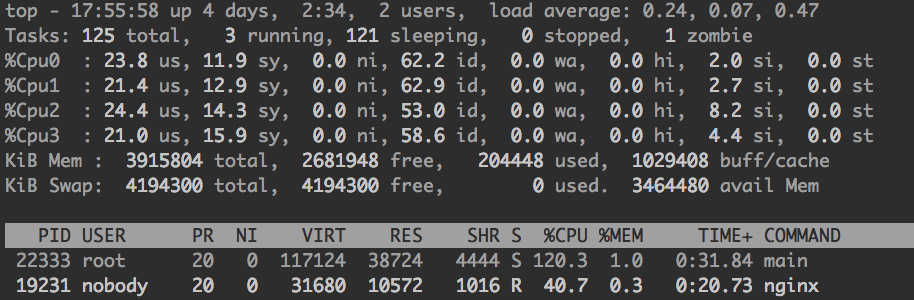 top - 17:55:58 up 4 days,  2:34,  2 users,  load average: 0.24, 0.07, 0.47
Tasks: 125 total,   3 running, 121 sleeping,   0 stopped,   1 zombie
%Cpu0  : 23.8 us, 11.9 sy,  0.0 ni, 62.2 id,  0.0 wa,  0.0 hi,  2.0 si,  0.0 st
%Cpu1  : 21.4 us, 12.9 sy,  0.0 ni, 62.9 id,  0.0 wa,  0.0 hi,  2.7 si,  0.0 st
%Cpu2  : 24.4 us, 14.3 sy,  0.0 ni, 53.0 id,  0.0 wa,  0.0 hi,  8.2 si,  0.0 st
%Cpu3  : 21.0 us, 15.9 sy,  0.0 ni, 58.6 id,  0.0 wa,  0.0 hi,  4.4 si,  0.0 st
KiB Mem :  3915804 total,  2681948 free,   204448 used,  1029408 buff/cache
KiB Swap:  4194300 total,  4194300 free,        0 used.  3464480 avail Mem
  PID USER      PR  NI    VIRT    RES    SHR S  %CPU %MEM     TIME+ COMMAND
22333 root      20   0  117124  38724   4444 S 120.3  1.0   0:31.84 main
19231 nobody    20   0   31680  10572   1016 R  40.7  0.3   0:20.73 nginx